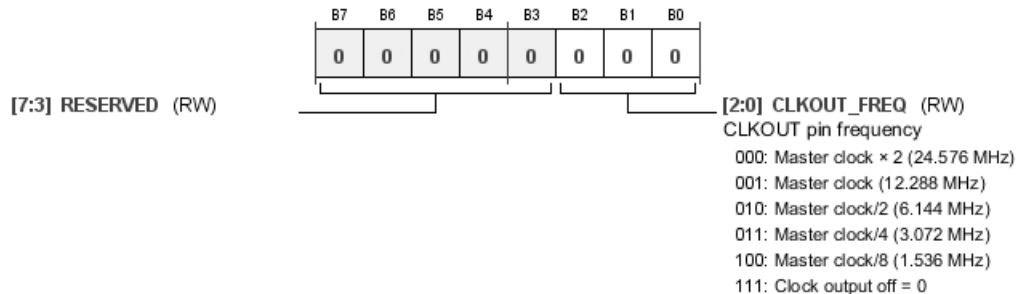 B7 B6 B5 B4 B3 B2 B1 B0
0 0 0 0 0 0 0 0
[7:3] RESERVED (RW)
[2:0] CLKOUT_FREQ (RW)
CLKOUT pin frequency
000: Master clock × 2 (24.576 MHz)
001: Master clock (12.288 MHz)
010: Master clock/2 (6.144 MHz)
011: Master clock/4 (3.072 MHz)
100: Master clock/8 (1.536 MHz)
111: Clock output off = 0